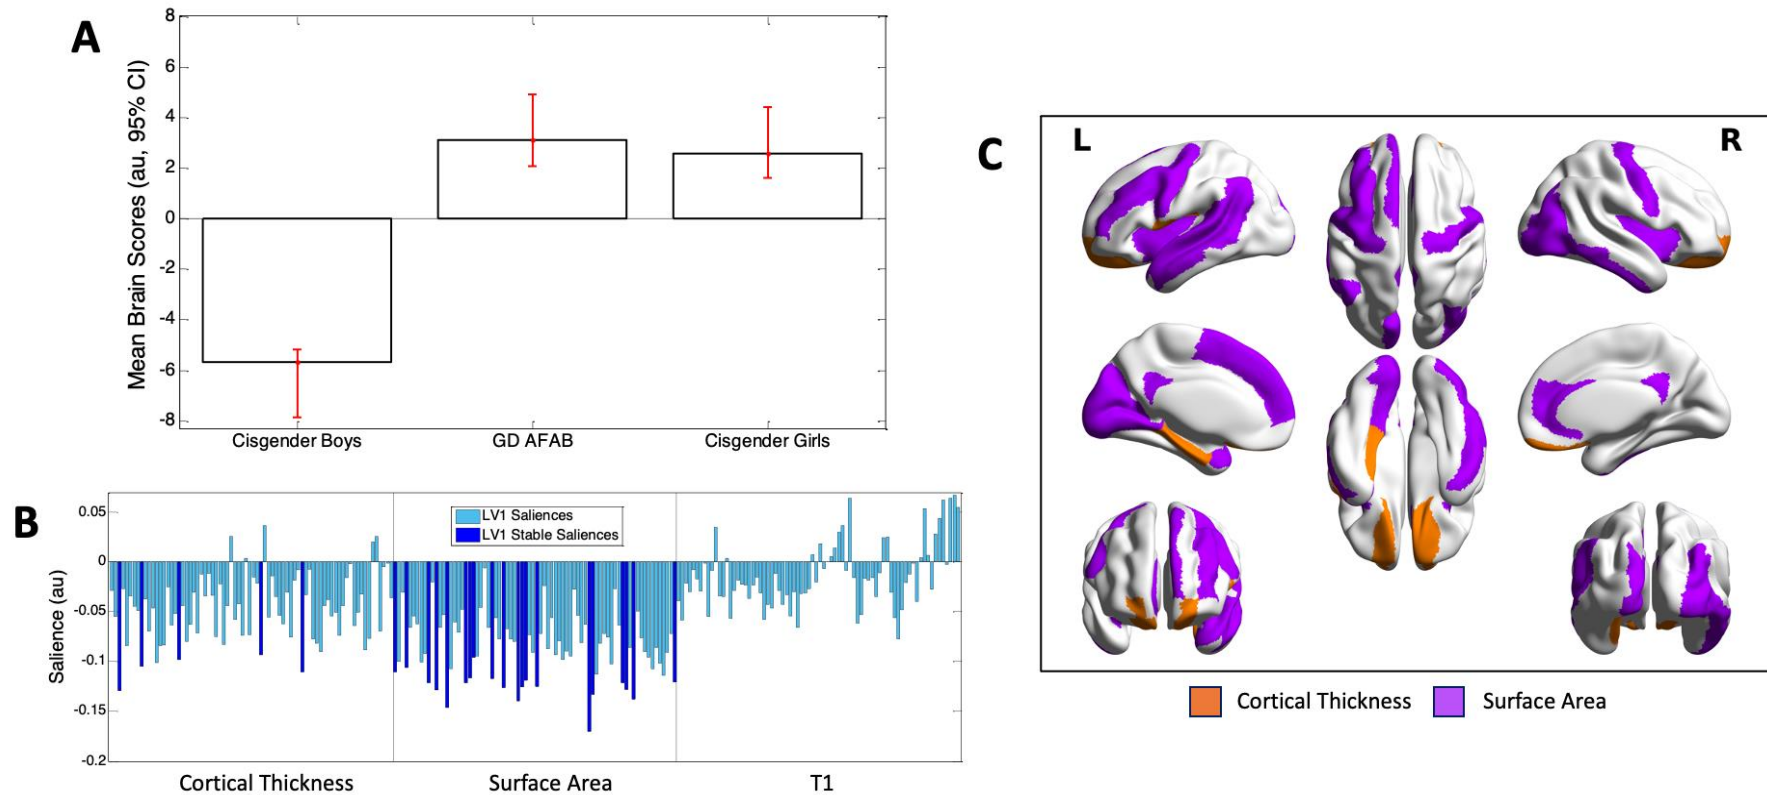 A
Mean Brain Scores (au, 95% CI)
8
6
4
2
0
-2
-4
-6
-8
Cisgender Boys GD AFAB Cisgender Girls
B
Salience (au)
0.05
0
-0.05
-0.1
-0.15
-0.2
LV1 Saliences
LV1 Stable Saliences
Cortical Thickness Surface Area T1
C
L R
Cortical Thickness Surface Area